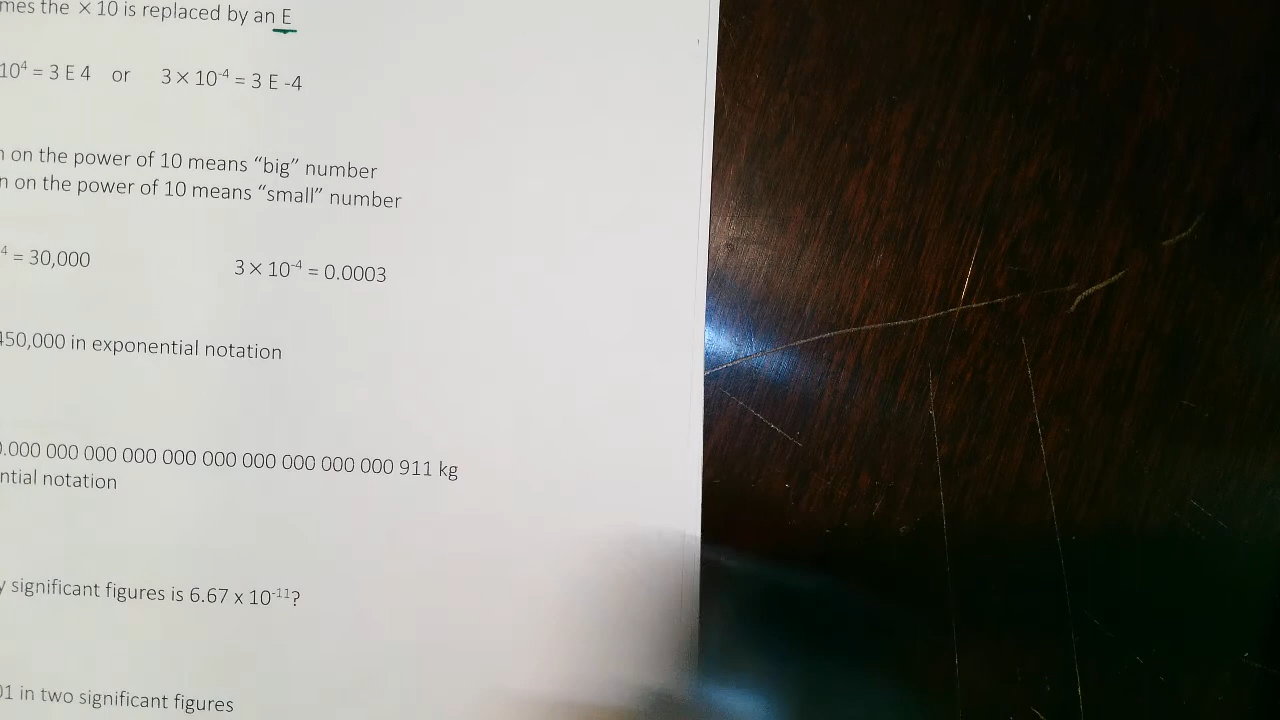 mes the × 10 is replaced by an E
10⁴ = 3 E 4 or 3 × 10⁻⁴ = 3 E -4
on the power of 10 means “big” number
n on the power of 10 means “small” number
⁴ = 30,000 3 × 10⁻⁴ = 0.0003
450,000 in exponential notation
0.000 000 000 000 000 000 000 000 000 000 911 kg
ntial notation
y significant figures is 6.67 x 10⁻¹¹?
01 in two significant figures